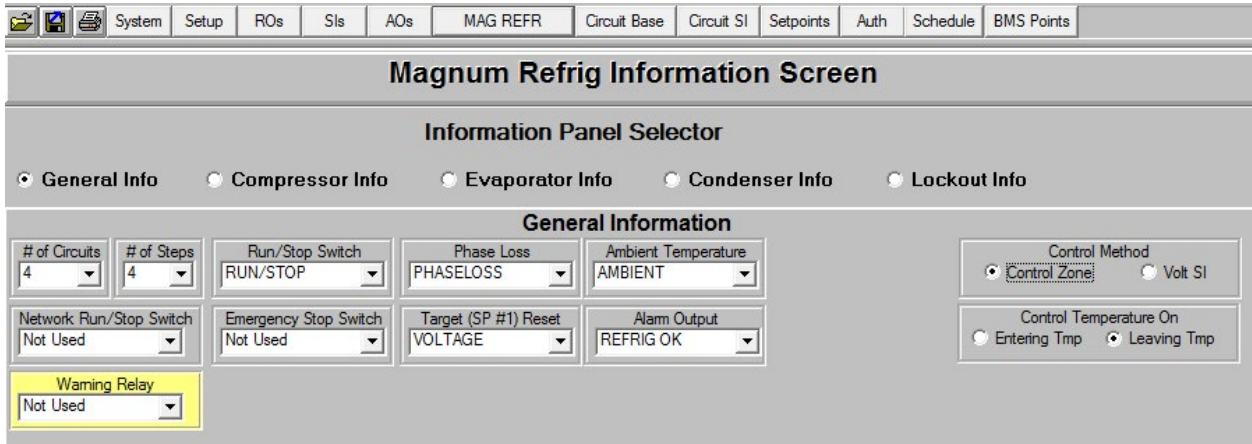 System Setup ROs SIs AOs MAG REFR Circuit Base Circuit SI Setpoints Auth Schedule BMS Points
Magnum Refrig Information Screen
Information Panel Selector
General Info Compressor Info Evaporator Info Condenser Info Lockout Info
General Information
# of Circuits # of Steps Run/Stop Switch Phase Loss Ambient Temperature Control Method
4 4 RUN/STOP PHASELOSS AMBIENT Control Zone Volt SI
Network Run/Stop Switch Emergency Stop Switch Target (SP #1) Reset Alarm Output Control Temperature On
Not Used Not Used VOLTAGE REFRIG OK Entering Tmp Leaving Tmp
Warning Relay
Not Used